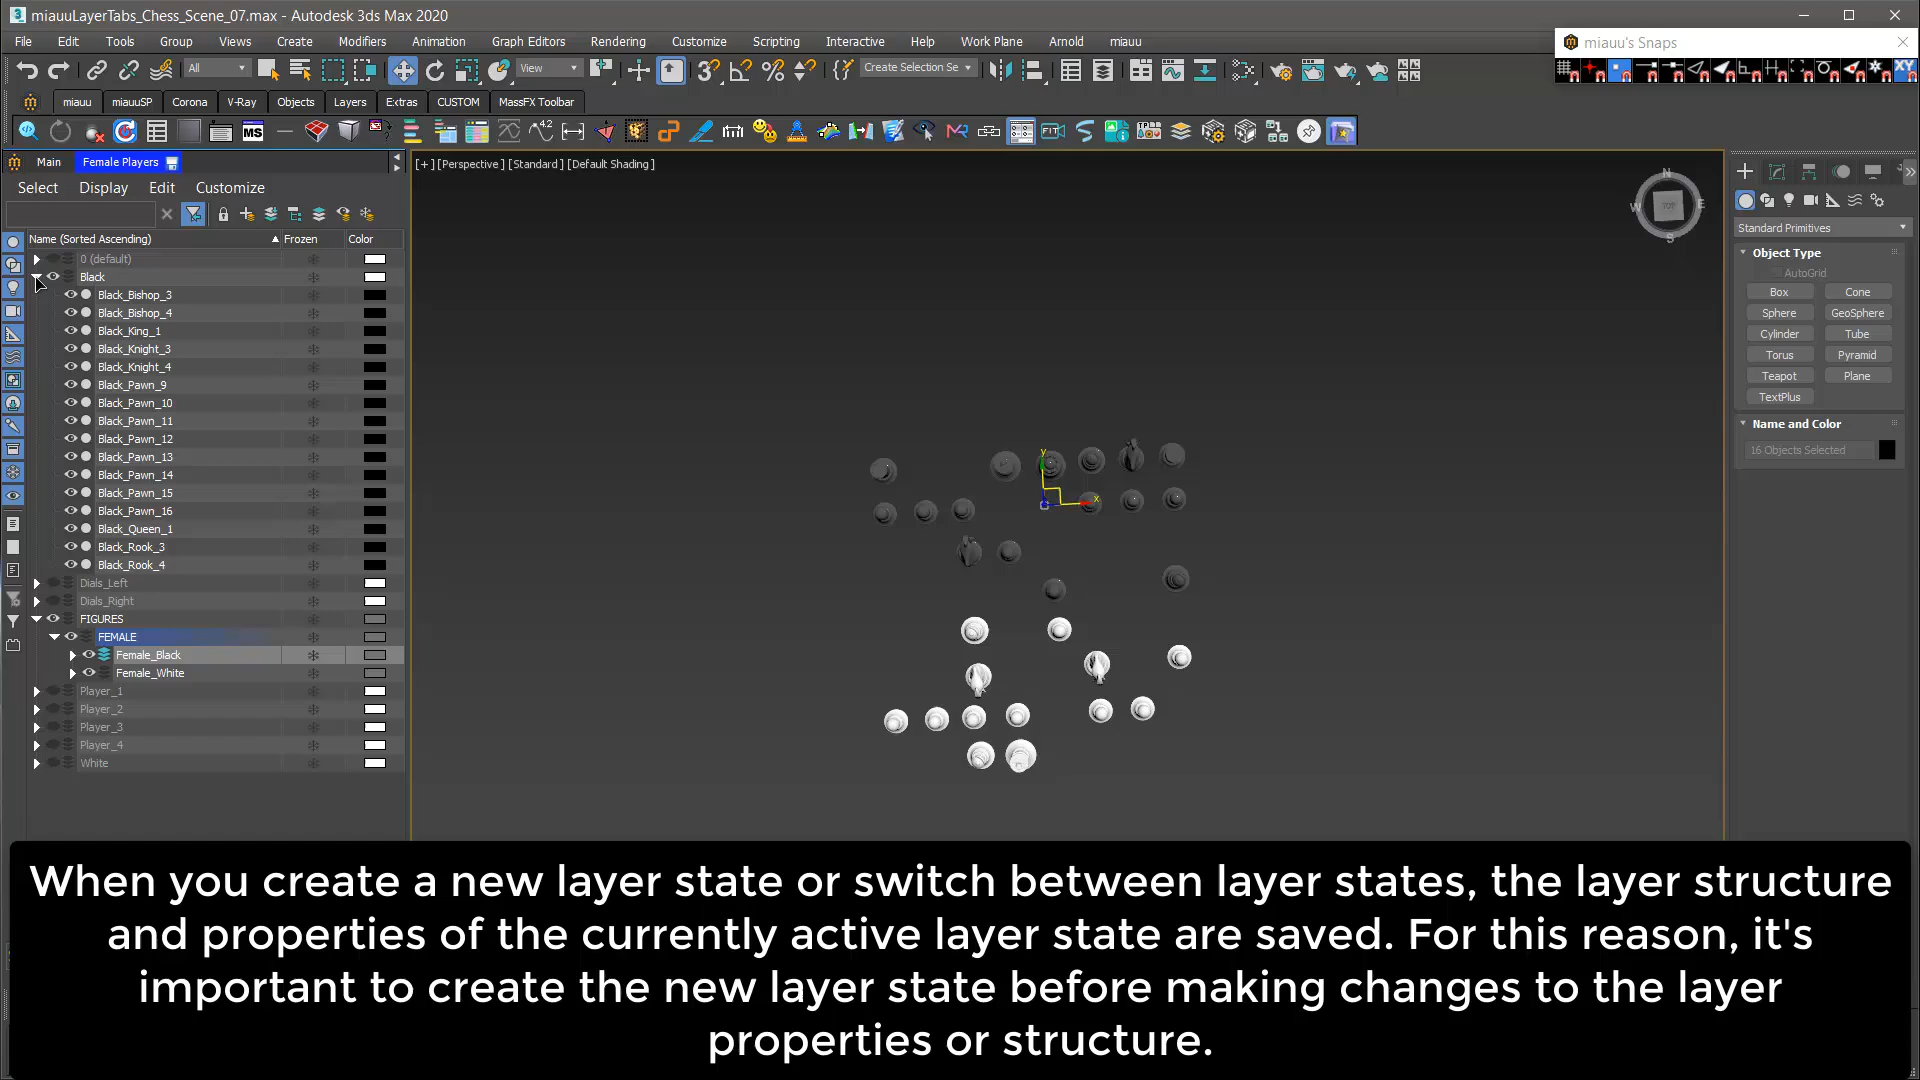 miauuLayerTabs_Chess_Scene_07.max - Autodesk 3ds Max 2020
File Edit Tools Group Views Create Modifiers Animation Graph Editors Rendering Customize Scripting Interactive Help Work Plane Arnold miauu
miauu's Snaps
All
View
Create Selection Se
XY
miauu miauuSP Corona V-Ray Objects Layers Extras CUSTOM MassFX Toolbar
MS
4.2
FIT
Main Female Players
[+] [Perspective] [Standard] [Default Shading]
Select Display Edit Customize
Name (Sorted Ascending) Frozen Color
0 (default)
Black
Black_Bishop_3
Black_Bishop_4
Black_King_1
Black_Knight_3
Black_Knight_4
Black_Pawn_9
Black_Pawn_10
Black_Pawn_11
Black_Pawn_12
Black_Pawn_13
Black_Pawn_14
Black_Pawn_15
Black_Pawn_16
Black_Queen_1
Black_Rook_3
Black_Rook_4
Dials_Left
Dials_Right
FIGURES
FEMALE
Female_Black
Female_White
Player_1
Player_2
Player_3
Player_4
White
y
x
N
W TOP E
S
Standard Primitives
Object Type
AutoGrid
Box Cone
Sphere GeoSphere
Cylinder Tube
Torus Pyramid
Teapot Plane
TextPlus
Name and Color
16 Objects Selected
When you create a new layer state or switch between layer states, the layer structure
and properties of the currently active layer state are saved. For this reason, it's
important to create the new layer state before making changes to the layer
properties or structure.